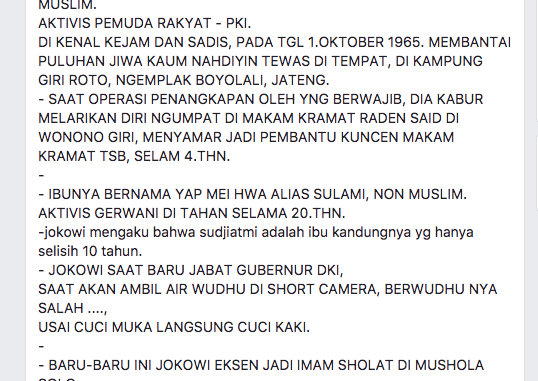 MUSLIM.
AKTIVIS PEMUDA RAKYAT - PKI.
DI KENAL KEJAM DAN SADIS, PADA TGL 1.OKTOBER 1965. MEMBANTAI
PULUHAN JIWA KAUM NAHDIYIN TEWAS DI TEMPAT, DI KAMPUNG
GIRI ROTO, NGEMPLAK BOYOLALI, JATENG.
- SAAT OPERASI PENANGKAPAN OLEH YNG BERWAJIB, DIA KABUR
MELARIKAN DIRI NGUMPAT DI MAKAM KRAMAT RADEN SAID DI
WONONO GIRI, MENYAMAR JADI PEMBANTU KUNCEN MAKAM
KRAMAT TSB, SELAM 4.THN.
-
- IBUNYA BERNAMA YAP MEI HWA ALIAS SULAMI, NON MUSLIM.
AKTIVIS GERWANI DI TAHAN SELAMA 20.THN.
-jokowi mengaku bahwa sudjiatmi adalah ibu kandungnya yg hanya
selisih 10 tahun.
- JOKOWI SAAT BARU JABAT GUBERNUR DKI,
SAAT AKAN AMBIL AIR WUDHU DI SHORT CAMERA, BERWUDHU NYA
SALAH ....,
USAI CUCI MUKA LANGSUNG CUCI KAKI.
-
- BARU-BARU INI JOKOWI EKSEN JADI IMAM SHOLAT DI MUSHOLA